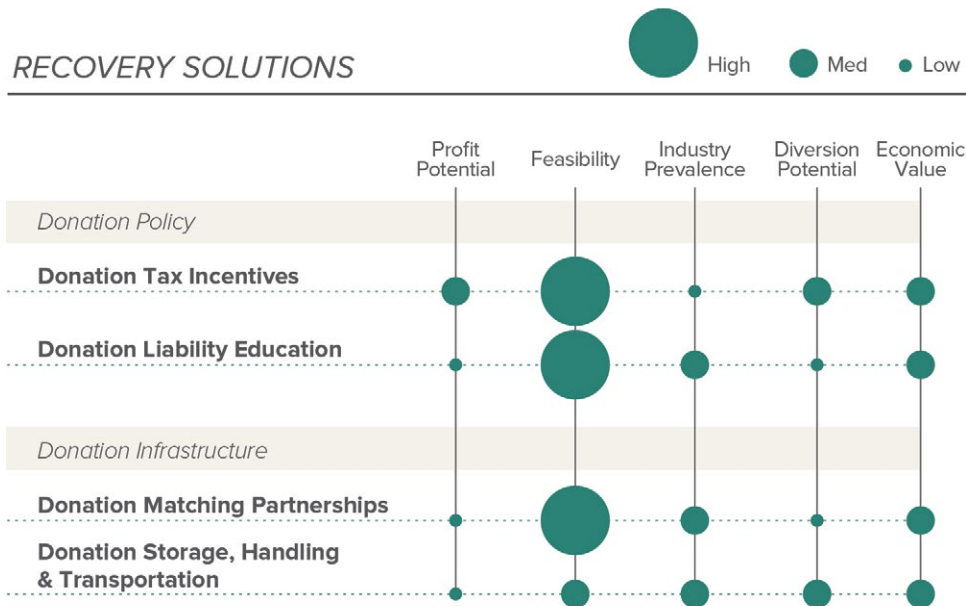 RECOVERY SOLUTIONS
High
Med
Low
Profit
Potential
Feasibility
Industry
Prevalence
Diversion
Potential
Economic
Value
Donation Policy
Donation Tax Incentives
Donation Liability Education
Donation Infrastructure
Donation Matching Partnerships
Donation Storage, Handling
& Transportation